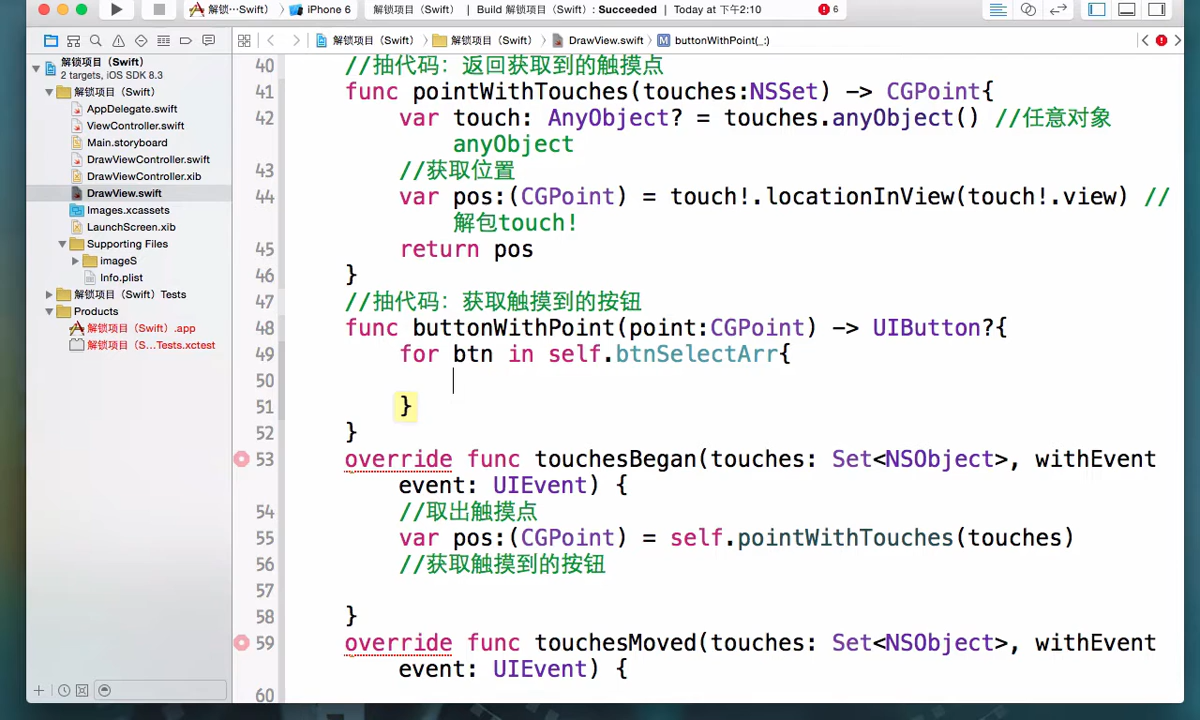 解锁…Swift） 〉 iPhone 6 解锁项目（Swift） | Build 解锁项目（Swift）: Succeeded | Today at 下午2:10 6
解锁项目（Swift） 〉 解锁项目（Swift） 〉 DrawView.swift 〉 M buttonWithPoint(_:)
解锁项目（Swift）
2 targets, iOS SDK 8.3
解锁项目（Swift）
AppDelegate.swift
ViewController.swift
Main.storyboard
DrawViewController.swift
DrawViewController.xib
DrawView.swift
Images.xcassets
LaunchScreen.xib
Supporting Files
imageS
Info.plist
解锁项目（Swift）Tests
Products
解锁项目（Swift）.app
解锁项目（S…Tests.xctest
40 //抽代码：返回获取到的触摸点
41 func pointWithTouches(touches:NSSet) -> CGPoint{
42 var touch: AnyObject? = touches.anyObject() //任意对象
anyObject
43 //获取位置
44 var pos:(CGPoint) = touch!.locationInView(touch!.view) //
解包touch!
45 return pos
46 }
47 //抽代码：获取触摸到的按钮
48 func buttonWithPoint(point:CGPoint) -> UIButton?{
49 for btn in self.btnSelectArr{
50
51 }
52 }
53 override func touchesBegan(touches: Set<NSObject>, withEvent
event: UIEvent) {
54 //取出触摸点
55 var pos:(CGPoint) = self.pointWithTouches(touches)
56 //获取触摸到的按钮
57
58 }
59 override func touchesMoved(touches: Set<NSObject>, withEvent
event: UIEvent) {
60